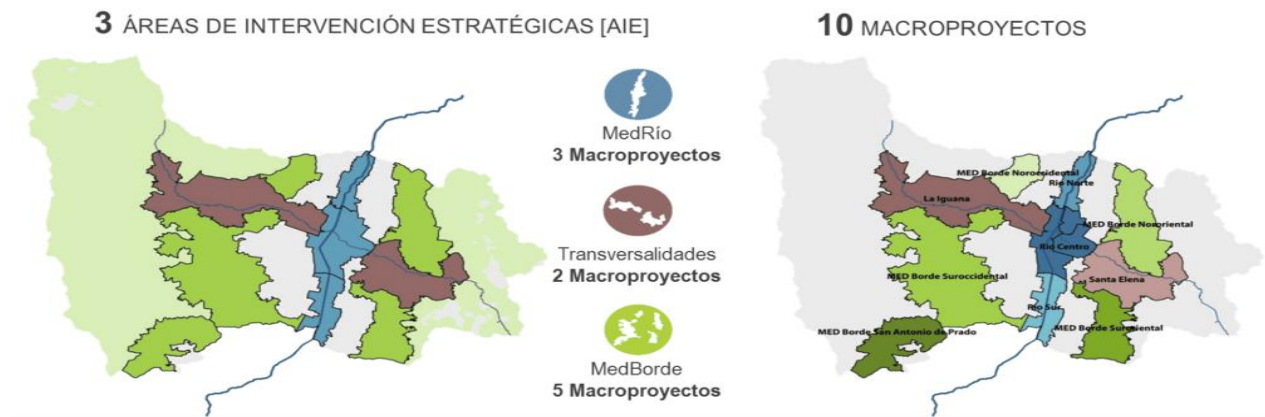 3 ÁREAS DE INTERVENCIÓN ESTRATÉGICAS [AIE]
MedRío
3 Macroproyectos
Transversalidades
2 Macroproyectos
MedBorde
5 Macroproyectos
10 MACROPROYECTOS
MED Borde Noroccidental
Río Norte
La Iguana
MED Borde Nororiental
Río Centro
MED Borde Suroccidental
Santa Elena
Río Sur
MED Borde San Antonio de Prado
MED Borde Suroriental